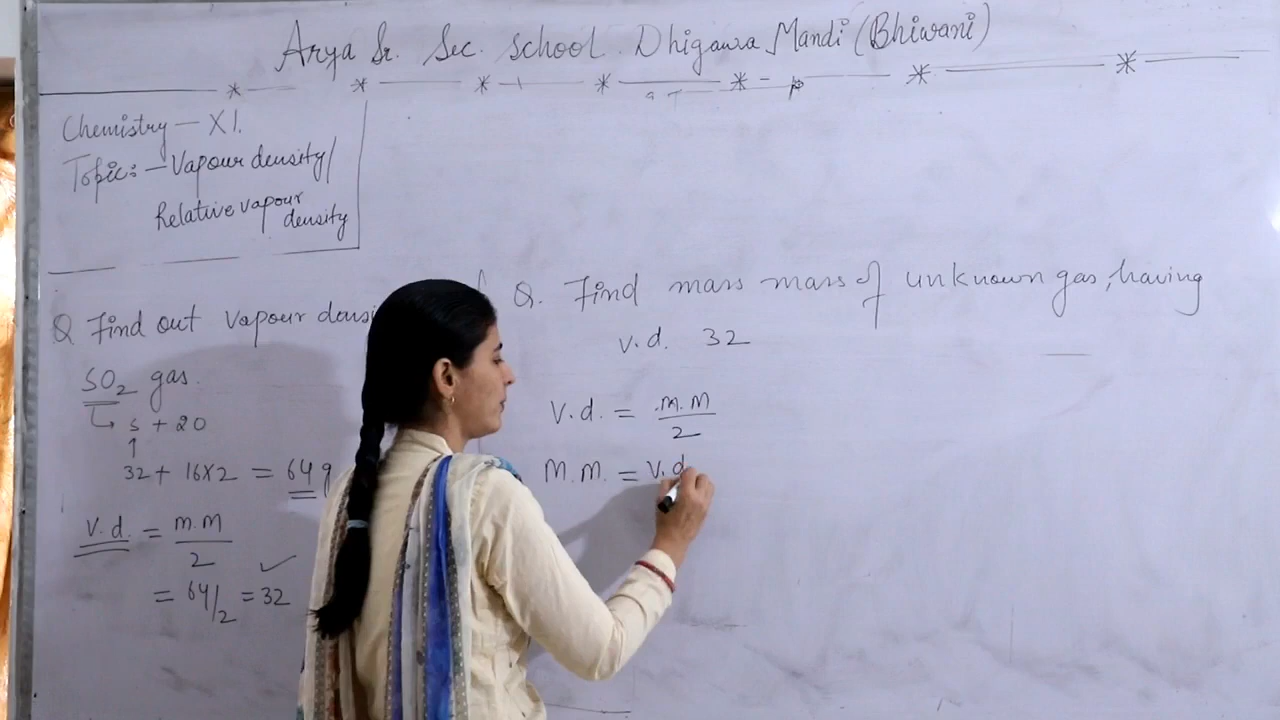 Arya Sr. Sec. School Dhigawa Mandi (Bhiwani)
Chemistry — XI.
Topic:- Vapour density/
Relative vapour
density
Q Find out vapour densi
SO2 gas.
S + 2O
32 + 16×2 = 64 g
V.d. = m.m/2
= 64/2 = 32 ✓
Q. Find mass mass of unknown gas, having
v.d. 32
V.d. = m.m/2
M.M. = V.d